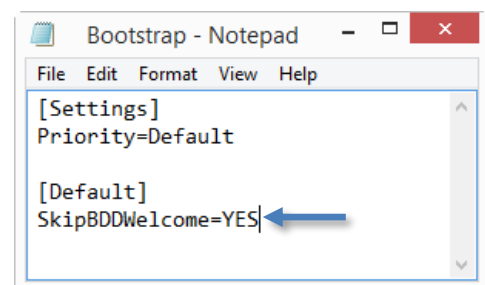 Bootstrap - Notepad
File Edit Format View Help
[Settings]
Priority=Default
[Default]
SkipBDDWelcome=YES